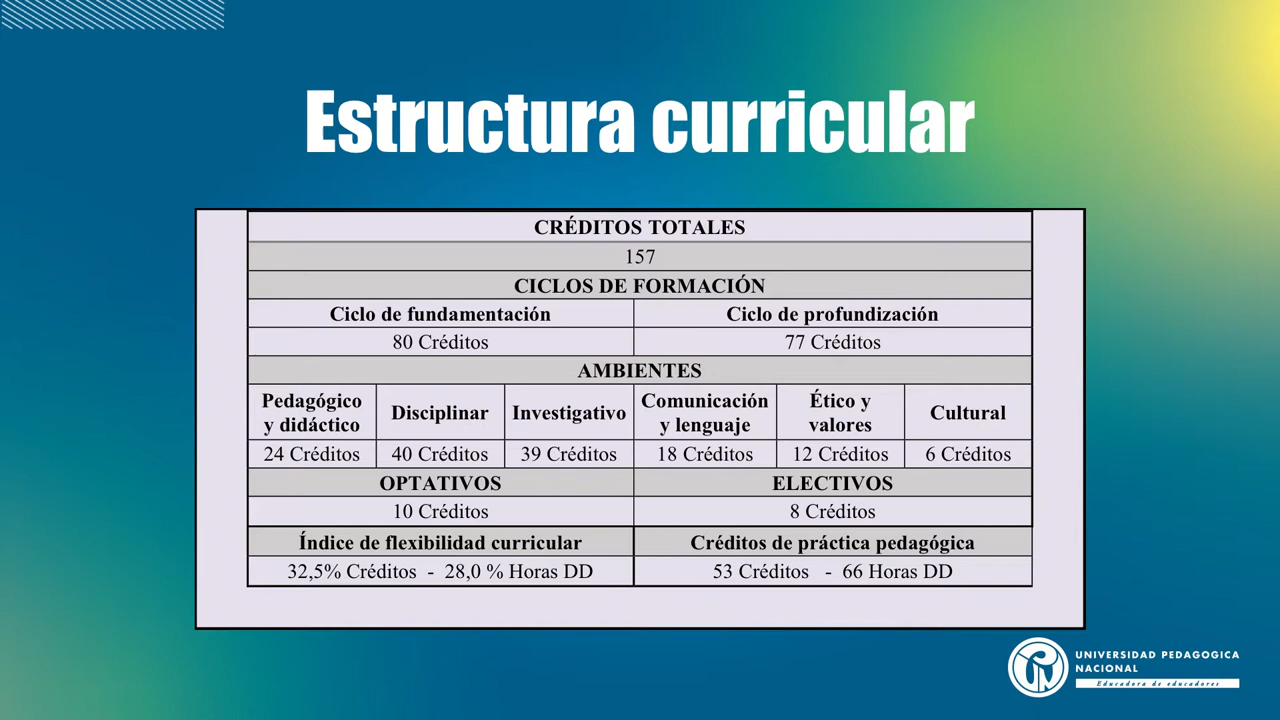 Estructura curricular
CRÉDITOS TOTALES
157
CICLOS DE FORMACIÓN
Ciclo de fundamentación
Ciclo de profundización
80 Créditos
77 Créditos
AMBIENTES
Pedagógico
y didáctico
Disciplinar
Investigativo
Comunicación
y lenguaje
Ético y
valores
Cultural
24 Créditos
40 Créditos
39 Créditos
18 Créditos
12 Créditos
6 Créditos
OPTATIVOS
ELECTIVOS
10 Créditos
8 Créditos
Índice de flexibilidad curricular
Créditos de práctica pedagógica
32,5% Créditos - 28,0 % Horas DD
53 Créditos - 66 Horas DD
UNIVERSIDAD PEDAGOGICA
NACIONAL
Educadora de educadores